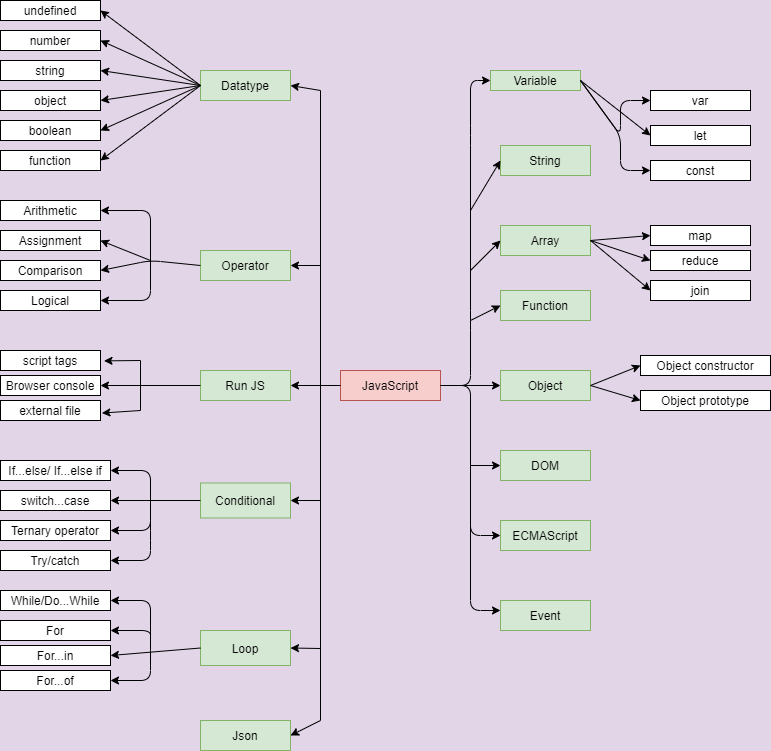 undefined
number
string
object
boolean
function
Datatype
Arithmetic
Assignment
Comparison
Logical
Operator
script tags
Browser console
external file
Run JS
If...else/ If...else if
switch...case
Ternary operator
Try/catch
Conditional
While/Do...While
For
For...in
For...of
Loop
Json
JavaScript
Variable
var
let
const
String
Array
map
reduce
join
Function
Object
Object constructor
Object prototype
DOM
ECMAScript
Event